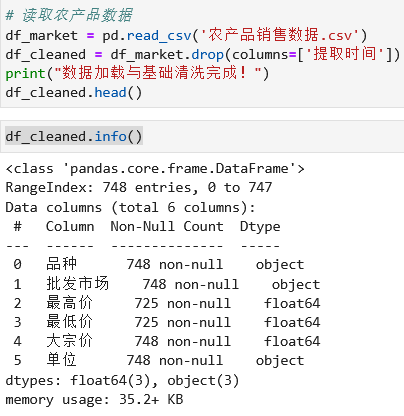 # 读取农产品数据
df_market = pd.read_csv('农产品销售数据.csv')
df_cleaned = df_market.drop(columns=['提取时间'])
print("数据加载与基础清洗完成！")
df_cleaned.head()
df_cleaned.info()
<class 'pandas.core.frame.DataFrame'>
RangeIndex: 748 entries, 0 to 747
Data columns (total 6 columns):
 #   Column  Non-Null Count  Dtype
---  ------  --------------  -----
 0   品种      748 non-null    object
 1   批发市场    748 non-null    object
 2   最高价     725 non-null    float64
 3   最低价     725 non-null    float64
 4   大宗价     748 non-null    float64
 5   单位      748 non-null    object
dtypes: float64(3), object(3)
memory usage: 35.2+ KB